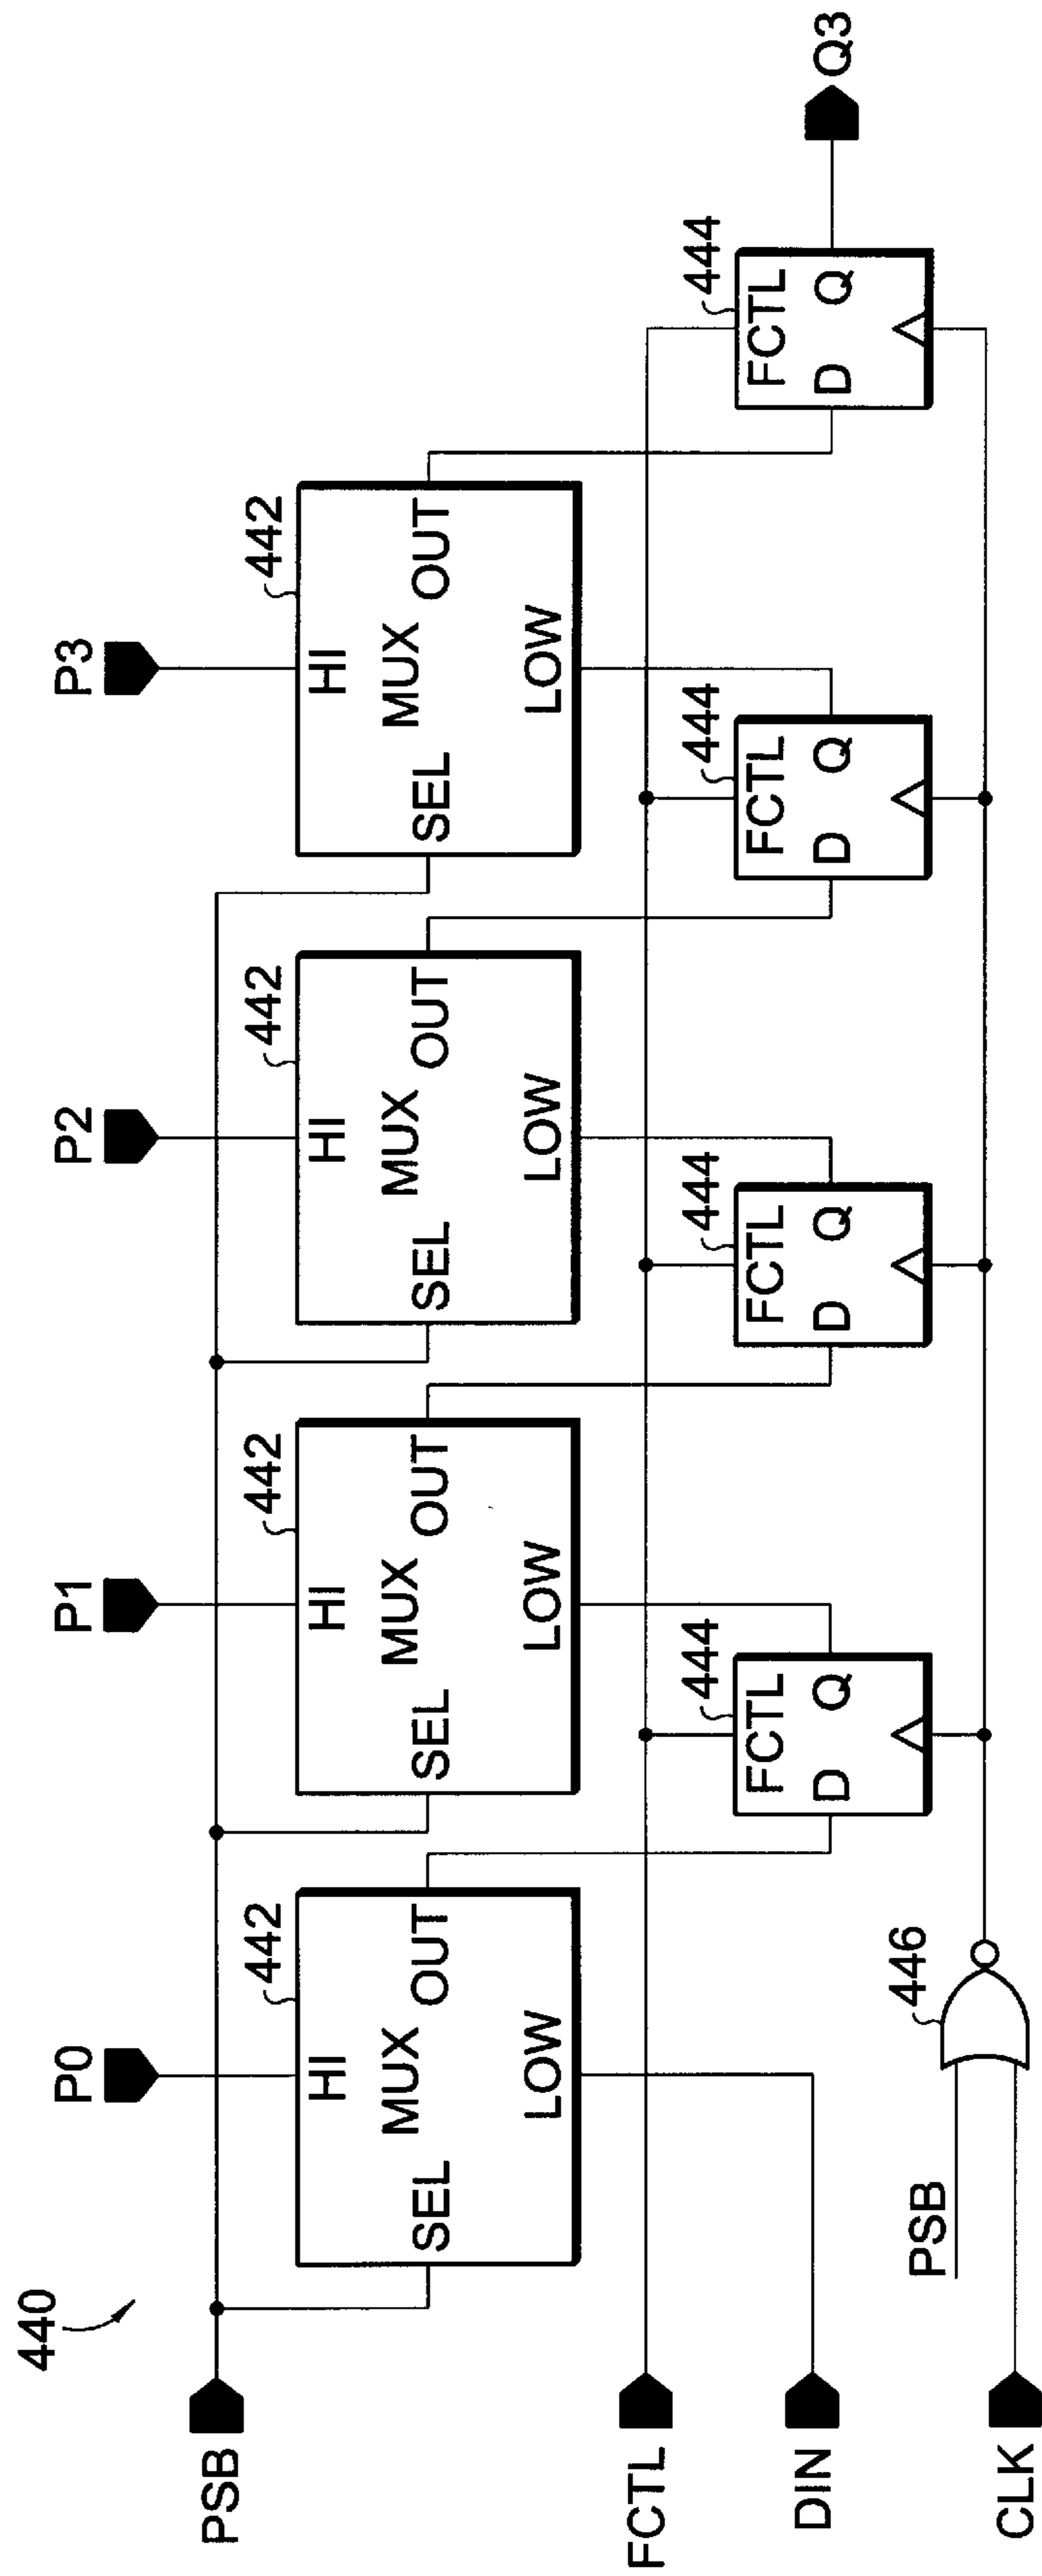 440
P0
P1
P2
P3
PSB
442
442
442
442
HI
MUX
SEL
OUT
LOW
HI
MUX
SEL
OUT
LOW
HI
MUX
SEL
OUT
LOW
HI
MUX
SEL
OUT
LOW
FCTL
444
444
444
444
FCTL
D
Q
FCTL
D
Q
FCTL
D
Q
FCTL
D
Q
Q3
DIN
PSB
446
CLK